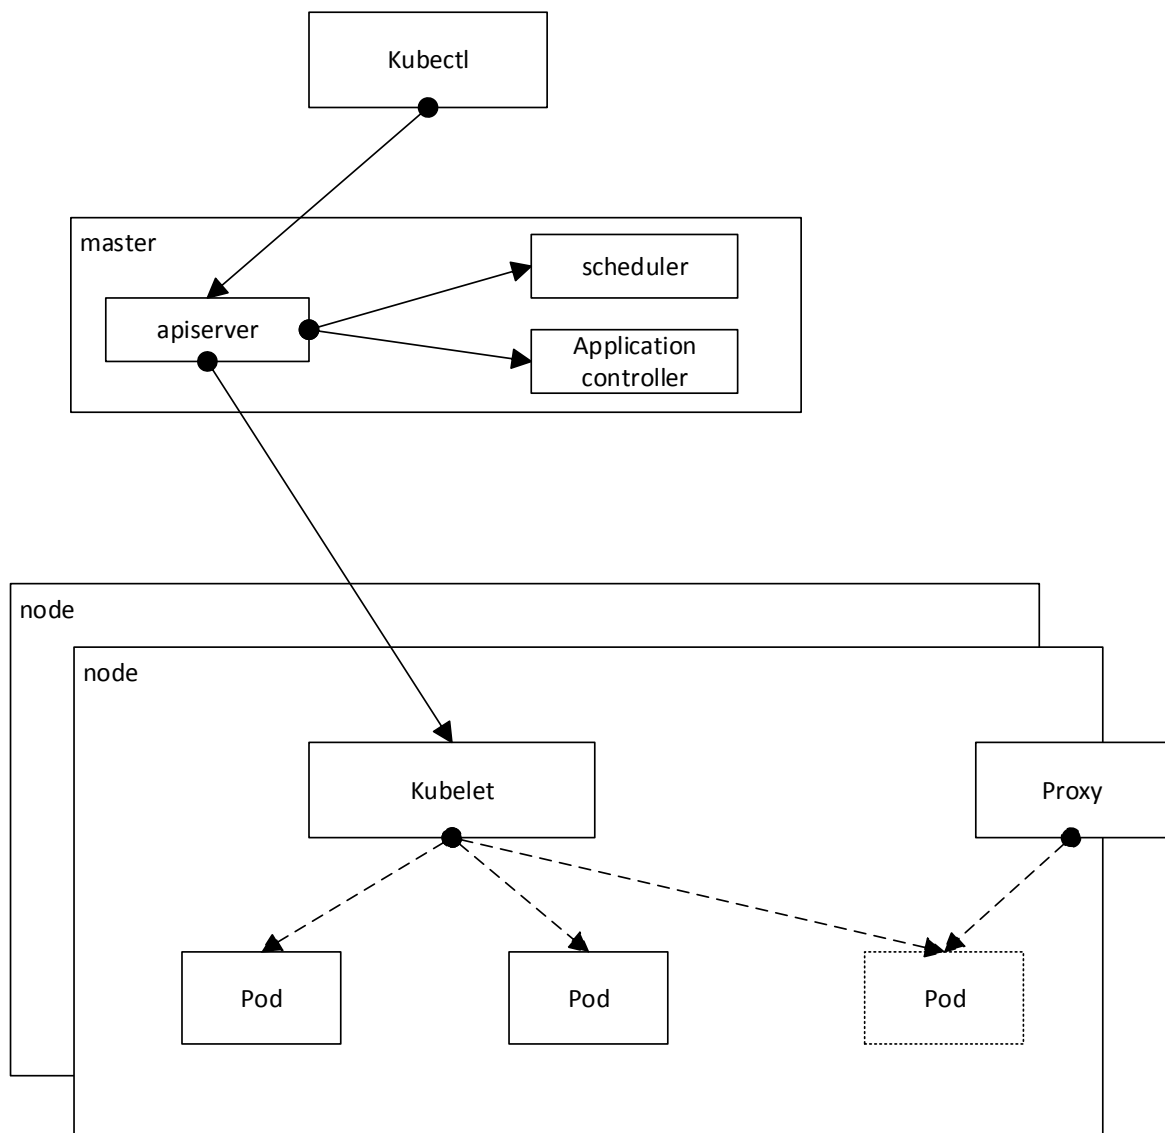 Kubectl
master
scheduler
apiserver
Application
controller
node
node
Kubelet
Proxy
Pod
Pod
Pod